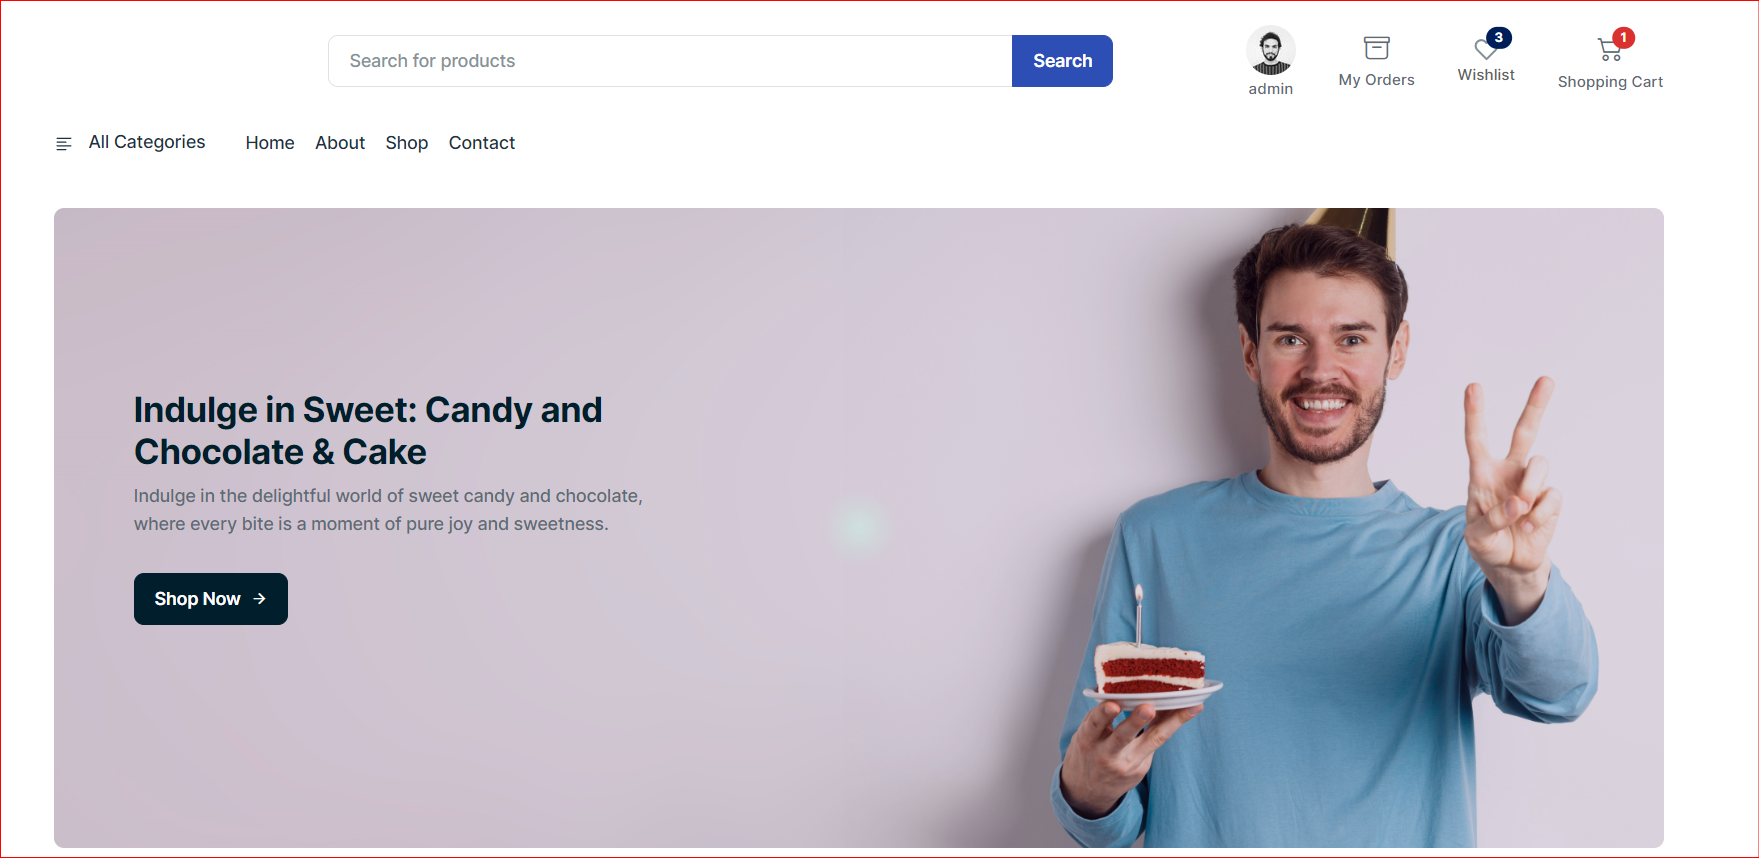 Search for products
Search
admin
My Orders
3
Wishlist
1
Shopping Cart
All Categories
Home
About
Shop
Contact
Indulge in Sweet: Candy and
Chocolate & Cake
Indulge in the delightful world of sweet candy and chocolate,
where every bite is a moment of pure joy and sweetness.
Shop Now